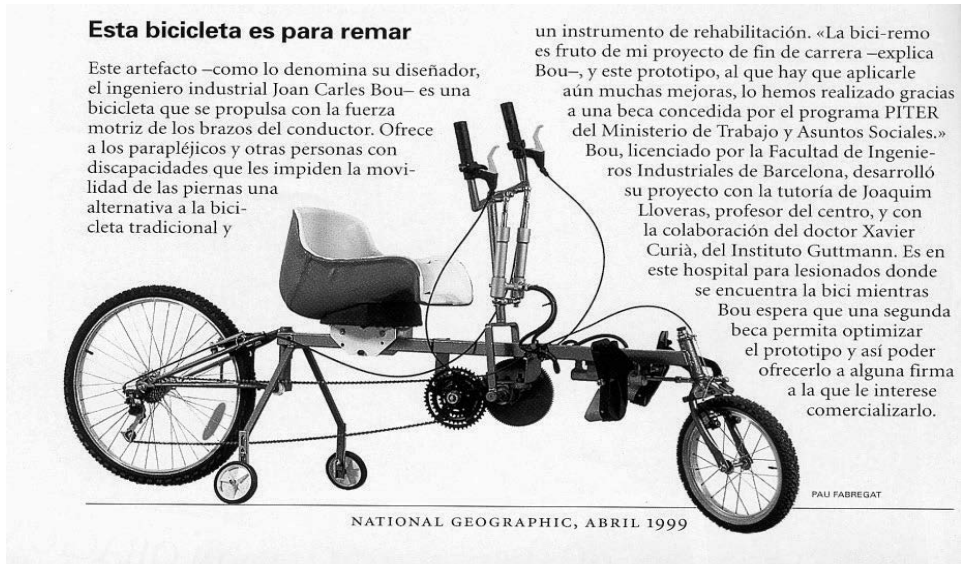 Esta bicicleta es para remar
Este artefacto –como lo denomina su diseñador,
el ingeniero industrial Joan Carles Bou– es una
bicicleta que se propulsa con la fuerza
motriz de los brazos del conductor. Ofrece
a los parapléjicos y otras personas con
discapacidades que les impiden la movi-
lidad de las piernas una
alternativa a la bici-
cleta tradicional y
un instrumento de rehabilitación. «La bici-remo
es fruto de mi proyecto de fin de carrera –explica
Bou–, y este prototipo, al que hay que aplicarle
aún muchas mejoras, lo hemos realizado gracias
a una beca concedida por el programa PITER
del Ministerio de Trabajo y Asuntos Sociales.»
Bou, licenciado por la Facultad de Ingenie-
ros Industriales de Barcelona, desarrolló
su proyecto con la tutoría de Joaquim
Lloveras, profesor del centro, y con
la colaboración del doctor Xavier
Curià, del Instituto Guttmann. Es en
este hospital para lesionados donde
se encuentra la bici mientras
Bou espera que una segunda
beca permita optimizar
el prototipo y así poder
ofrecerlo a alguna firma
a la que le interese
comercializarlo.
PAU FABREGAT
NATIONAL GEOGRAPHIC, ABRIL 1999